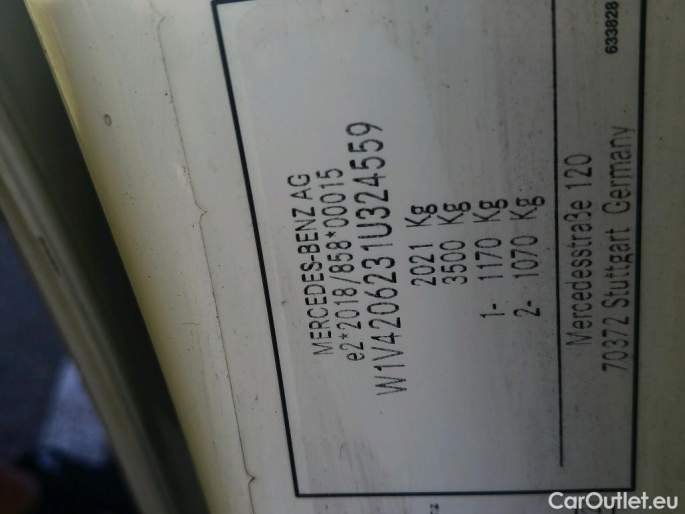 MERCEDES-BENZ AG
e2*2018/858*00015
W1V4206231U324559
2021 Kg
3500 Kg
1- 1170 Kg
2- 1070 Kg
Mercedesstraße 120
70372 Stuttgart Germany
633828
CarOutlet.eu